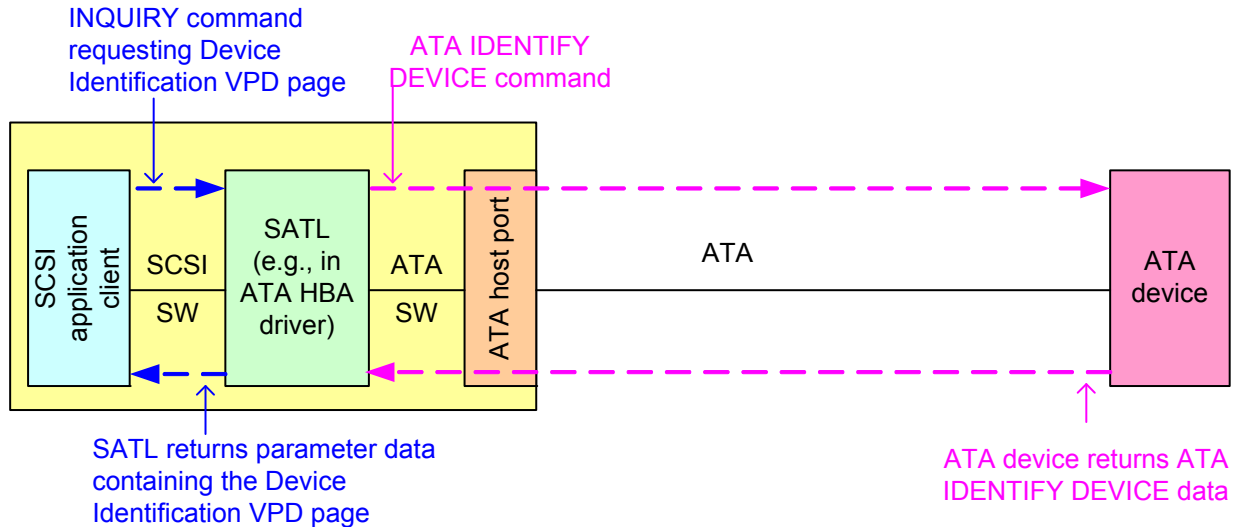 INQUIRY command
requesting Device
Identification VPD page
ATA IDENTIFY
DEVICE command
SCSI
application
client
SCSI
SW
SATL
(e.g., in
ATA HBA
driver)
ATA
SW
ATA host port
ATA
ATA
device
SATL returns parameter data
containing the Device
Identification VPD page
ATA device returns ATA
IDENTIFY DEVICE data